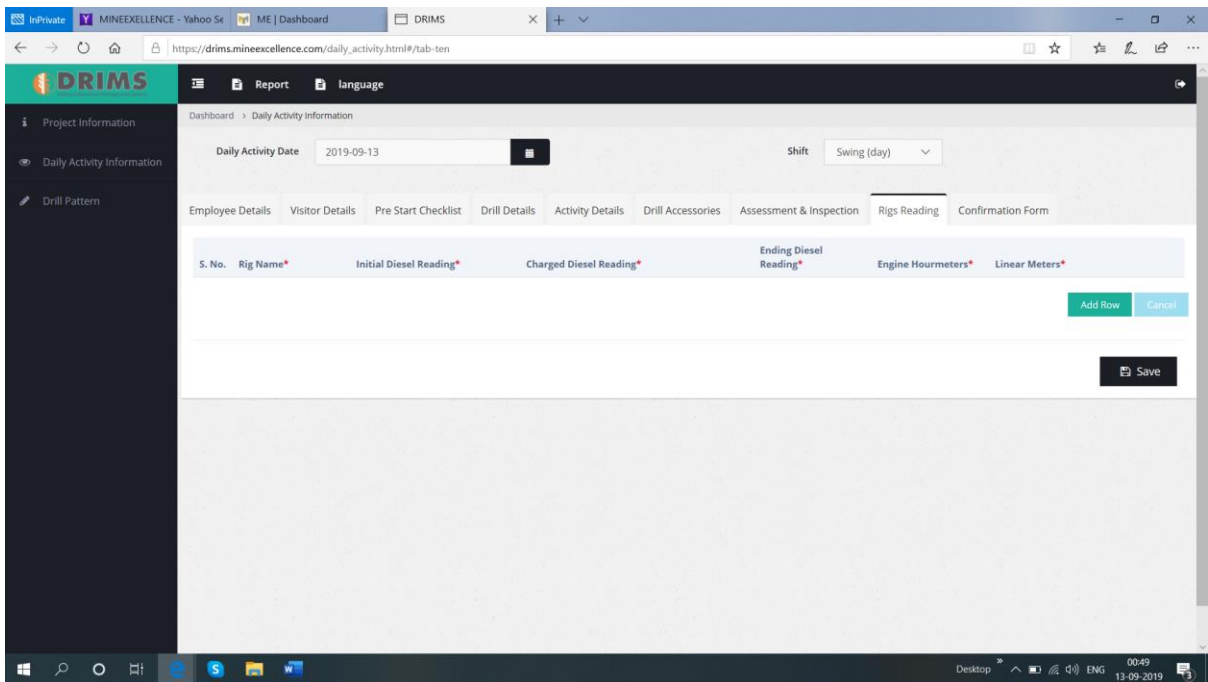 InPrivate
MINEEXELLENCE - Yahoo Se
ME | Dashboard
DRIMS
https://drims.mineexcellence.com/daily_activity.html#/tab-ten
DRIMS
Report
language
Project Information
Daily Activity Information
Drill Pattern
Dashboard > Daily Activity Information
Daily Activity Date
2019-09-13
Shift
Swing (day)
Employee Details
Visitor Details
Pre Start Checklist
Drill Details
Activity Details
Drill Accessories
Assessment & Inspection
Rigs Reading
Confirmation Form
S. No.
Rig Name*
Initial Diesel Reading*
Charged Diesel Reading*
Ending Diesel
Reading*
Engine Hourmeters*
Linear Meters*
Add Row
Cancel
Save
Desktop
ENG
00:49
13-09-2019